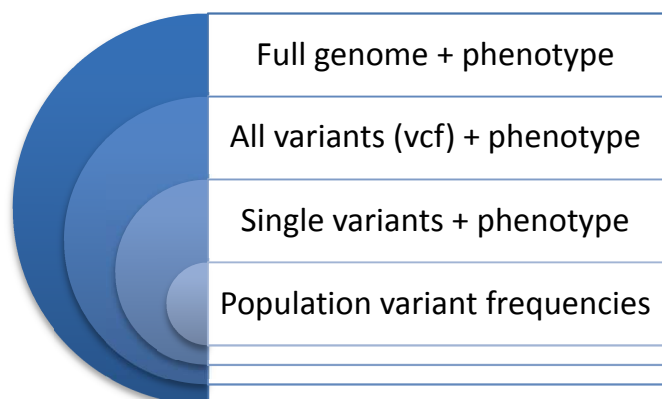 Full genome + phenotype
All variants (vcf) + phenotype
Single variants + phenotype
Population variant frequencies